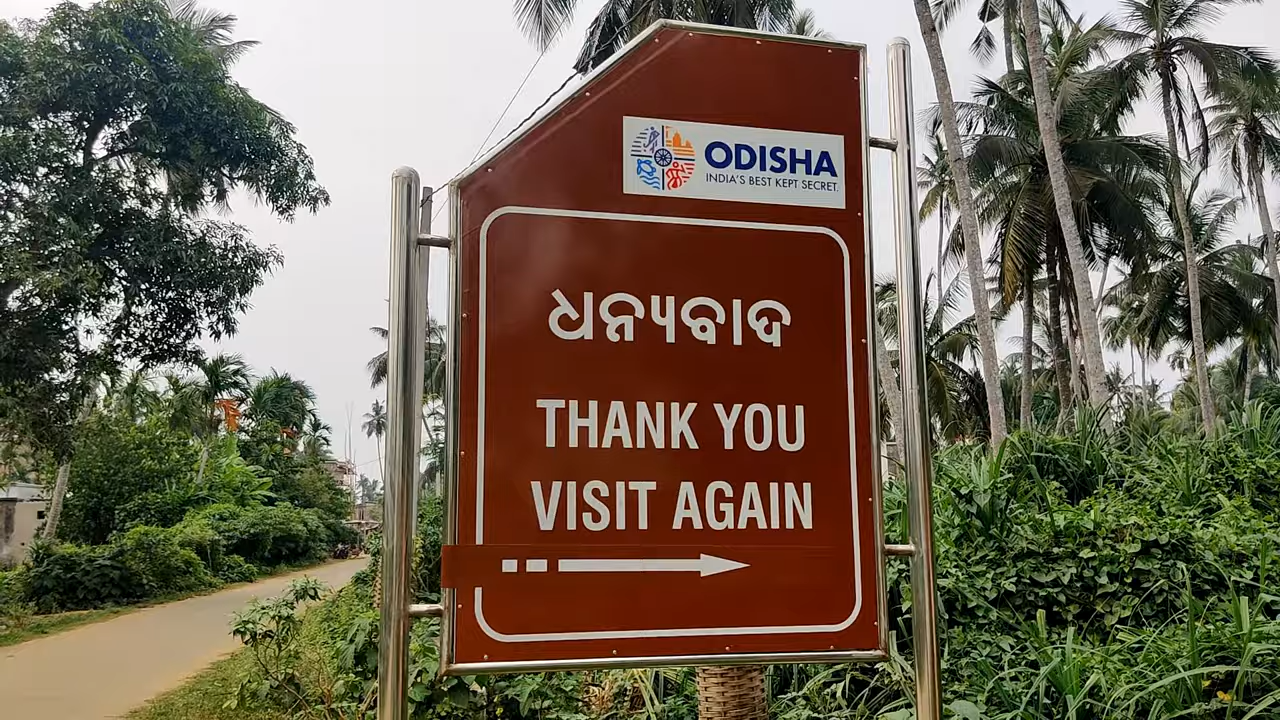 ODISHA
INDIA'S BEST KEPT SECRET.
ଧନ୍ୟବାଦ
THANK YOU
VISIT AGAIN